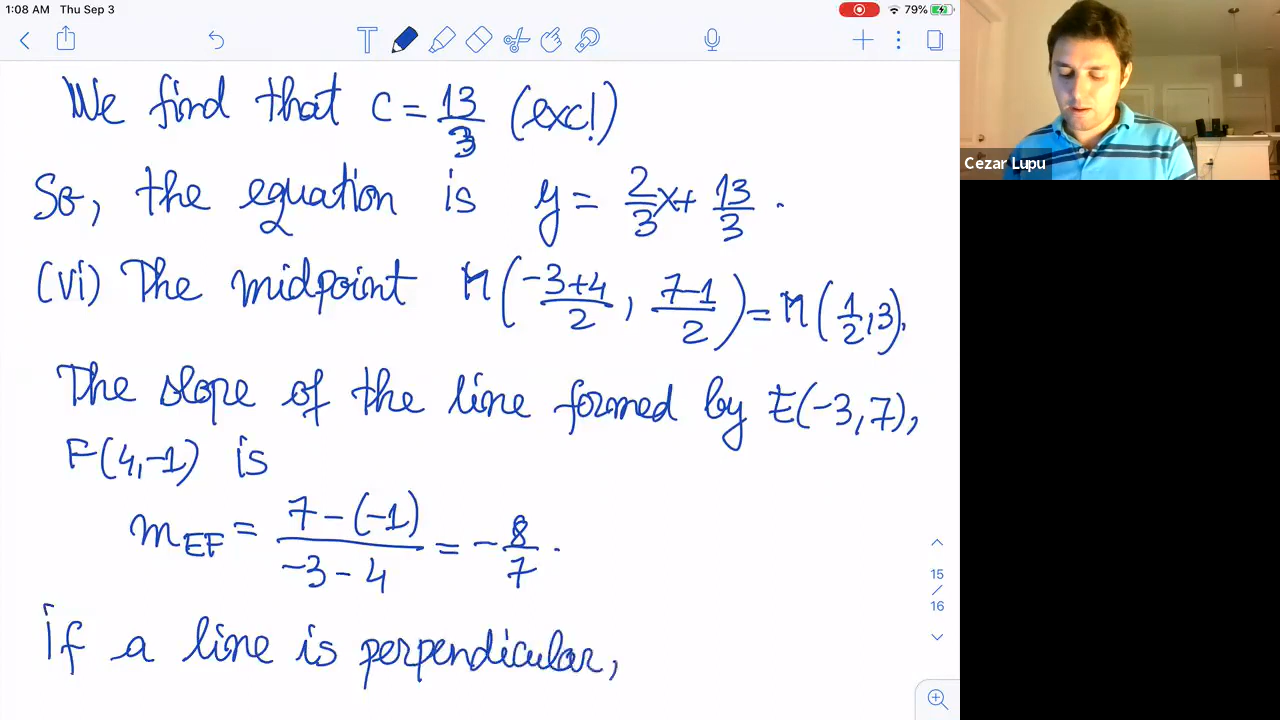 1:08 AM Thu Sep 3
79%
T
We find that c = 13/3 (exc!)
So, the equation is y = 2/3 x + 13/3 .
(vi) The midpoint M(-3+4/2, 7-1/2) = M(1/2, 3).
The slope of the line formed by E(-3, 7),
F(4, -1) is
m_EF = 7-(-1)/-3-4 = -8/7 .
If a line is perpendicular,
15
/
16
Cezar Lupu